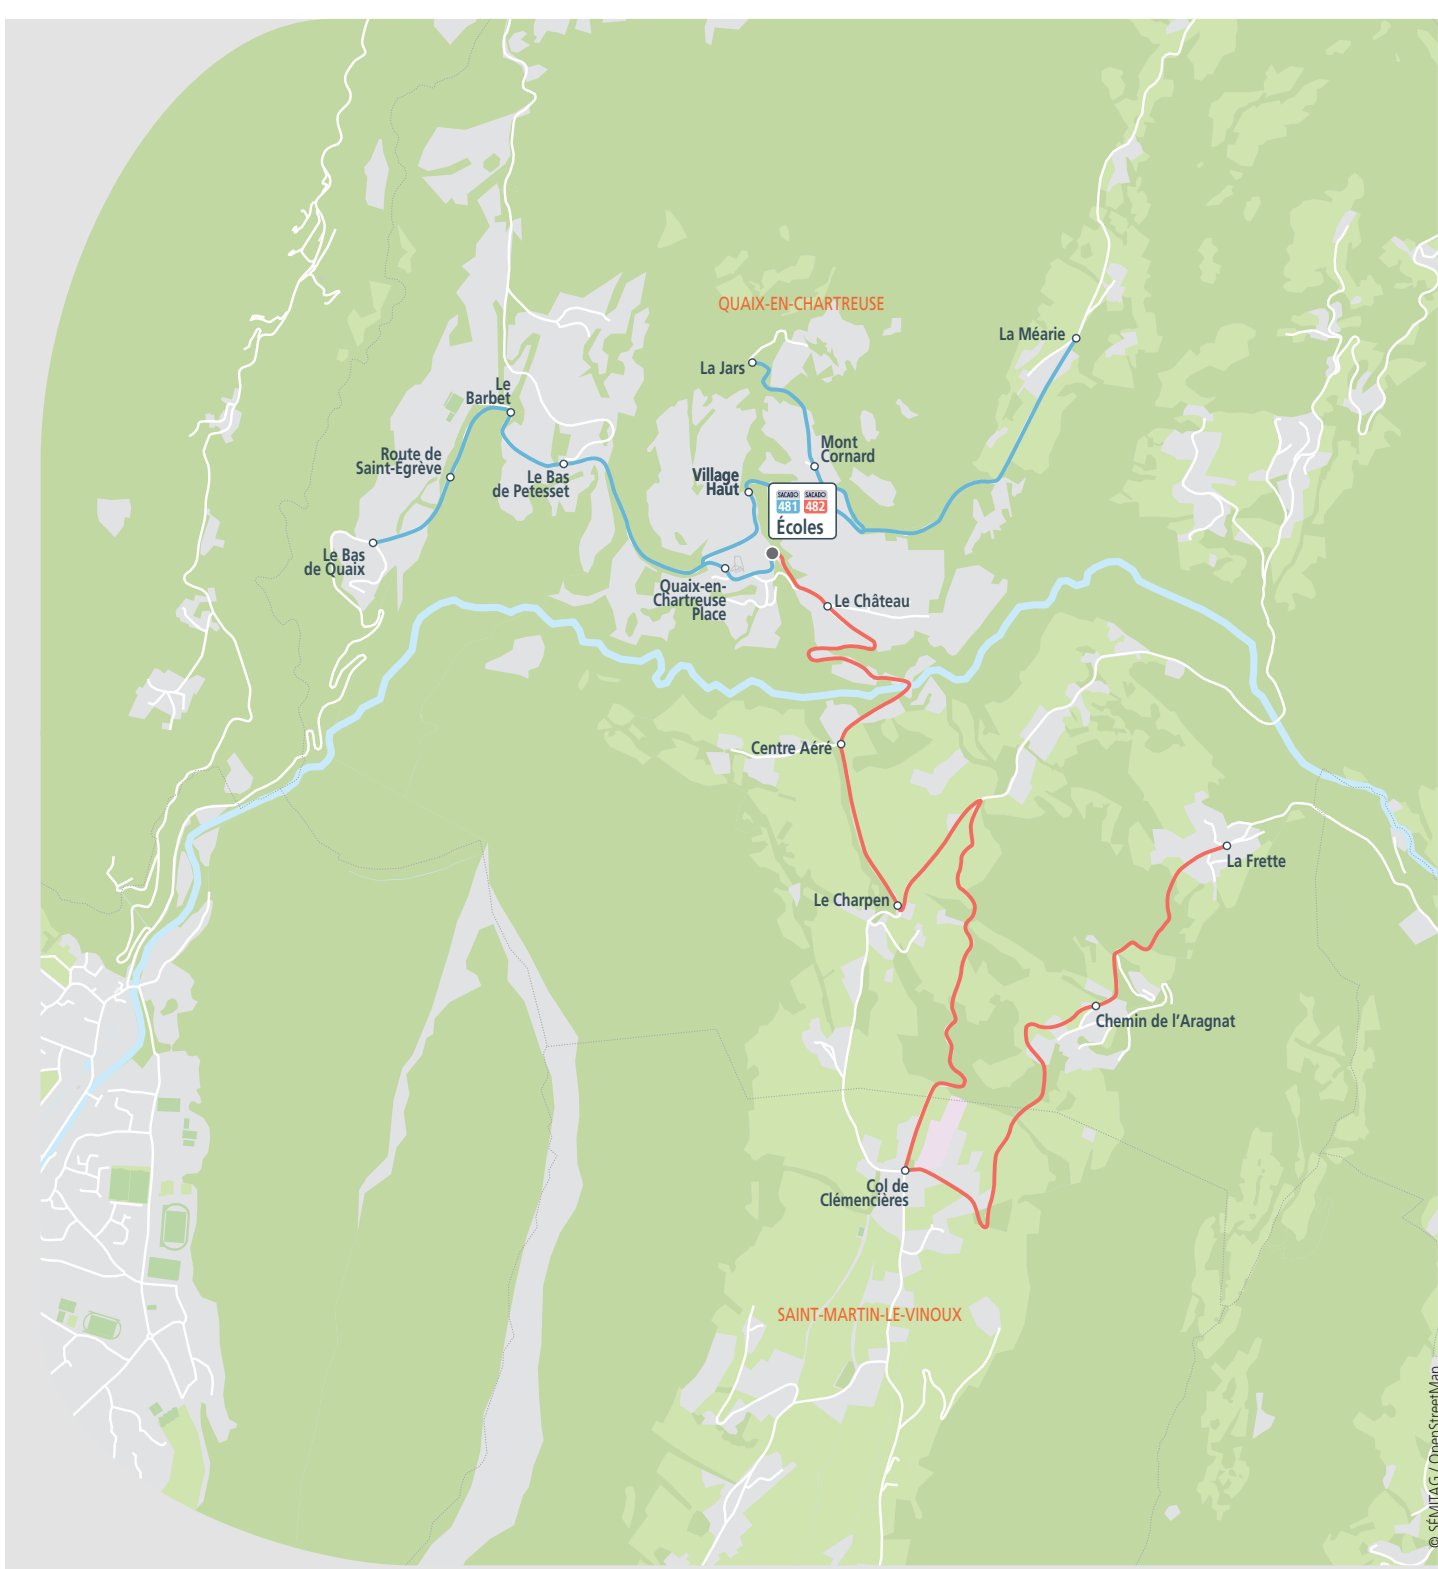 QUAIX-EN-CHARTREUSE
La Méarie
La Jars
Le
Barbet
Mont
Cornard
Route de
Saint-Égrève
Le Bas
de Petesset
Village
Haut
SACADO SACADO
481 482
Écoles
Le Bas
de Quaix
Quaix-en-
Chartreuse
Place
Le Château
Centre Aéré
La Frette
Le Charpen
Chemin de l'Aragnat
Col de
Clémencières
SAINT-MARTIN-LE-VINOUX
© SÉMITAG / OpenStreetMap